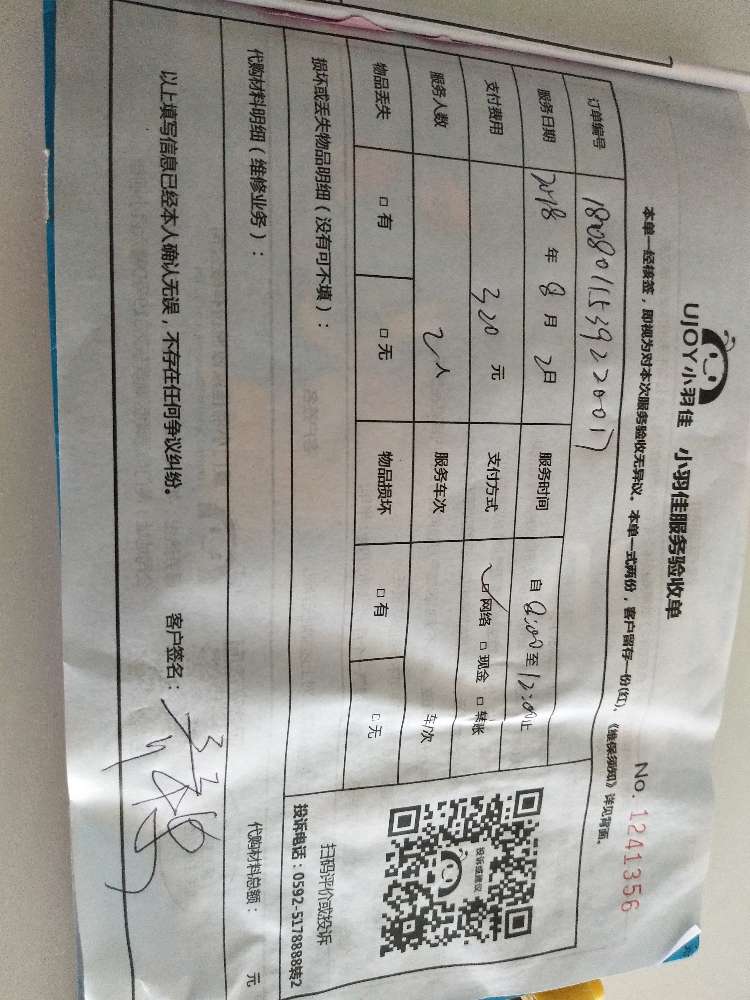 UJOY小羽佳 小羽佳服务验收单
No. 1241356
本单一经核签，即视为对本次服务验收无异议。本单一式两份，客户留存一份(红)，《维保须知》详见背面。
订单编号 1808011539220017
服务日期 2018 年 8 月 2 日 服务时间 自 8:00 至 12:00 止
支付费用 320 元 支付方式 □网络 □现金 □转账
服务人数 2 人 服务车次 车/次
物品丢失 □有 □无 物品损坏 □有 □无
投诉或建议
扫码评价或投诉
投诉电话：0592-5178888转2
损坏或丢失物品明细（没有可不填）：
代购材料明细（维修业务）： 代购材料总额： 元
以上填写信息已经本人确认无误，不存在任何争议纠纷。 客户签名：